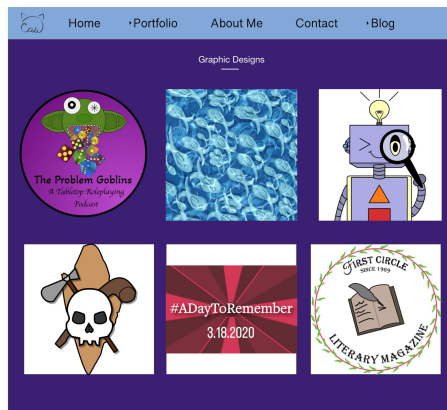 Home Portfolio About Me Contact Blog
Graphic Designs
The Problem Goblins
A Tabletop Roleplaying
Podcast
#ADayToRemember
3.18.2020
FIRST CIRCLE
SINCE 1969
LITERARY MAGAZINE